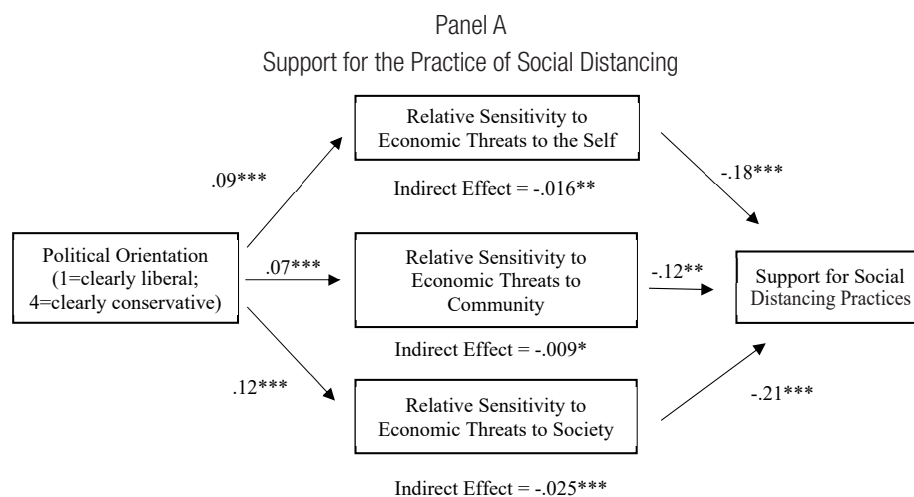 Panel A
Support for the Practice of Social Distancing
Relative Sensitivity to
Economic Threats to the Self
.09***
-.18***
Indirect Effect = -.016**
Political Orientation
(1=clearly liberal;
4=clearly conservative)
.07***
Relative Sensitivity to
Economic Threats to
Community
-.12**
Support for Social
Distancing Practices
Indirect Effect = -.009*
.12***
Relative Sensitivity to
Economic Threats to Society
-.21***
Indirect Effect = -.025***